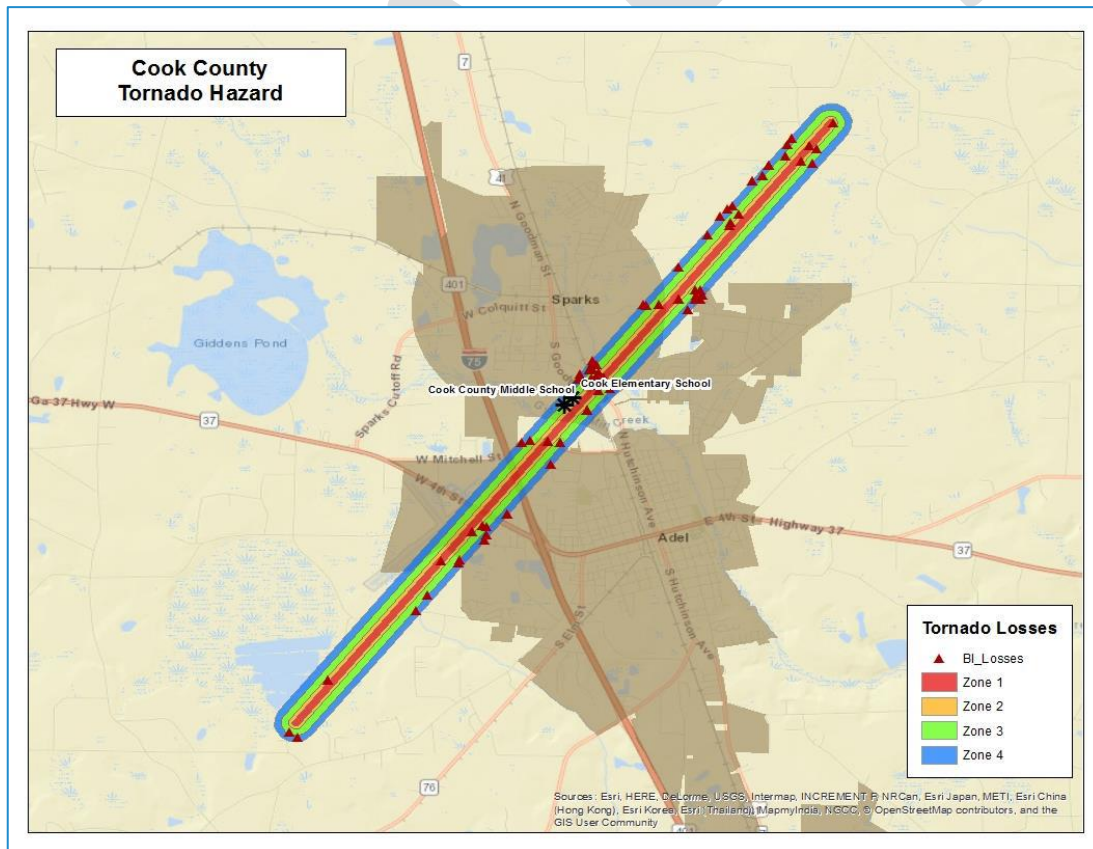 Cook County
Tornado Hazard
7
41
N Goodman St
401
Sparks
W Colquitt St
Giddens Pond
75
Sparks Cutoff Rd
Cook County Middle School
Cook Elementary School
Creek
Ga 37 Hwy W
37
W Mitchell St
W 4th St
N Hutchinson Ave
E 4th St
Highway 37
37
Adel
S Elm St
S Hutchinson Ave
76
401
Tornado Losses
BI_Losses
Zone 1
Zone 2
Zone 3
Zone 4
Sources: Esri, HERE, DeLorme, USGS, Intermap, INCREMENT P, NRCan, Esri Japan, METI, Esri China
(Hong Kong), Esri Korea, Esri (Thailand), MapmyIndia, NGCC, © OpenStreetMap contributors, and the
GIS User Community